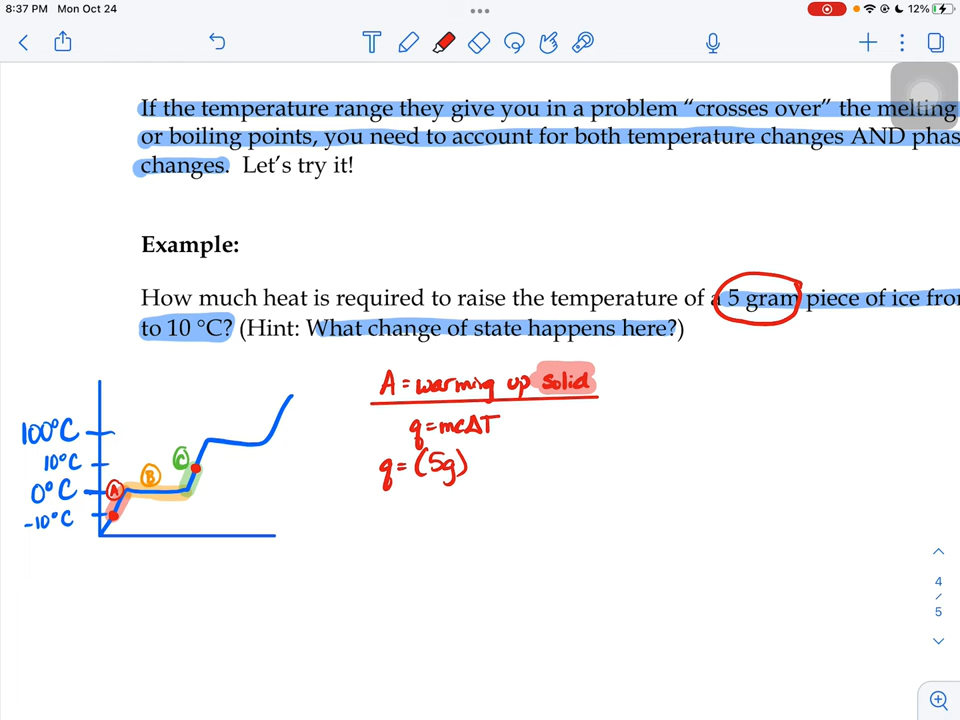 8:37 PM Mon Oct 24
12%
If the temperature range they give you in a problem “crosses over” the melting
or boiling points, you need to account for both temperature changes AND phas
changes. Let’s try it!
Example:
How much heat is required to raise the temperature of a 5 gram piece of ice fro
to 10 °C? (Hint: What change of state happens here?)
A = warming up solid
q = mcΔT
q = (5g)
100°C
10°C
0°C
-10°C
A
B
C
4
/
5